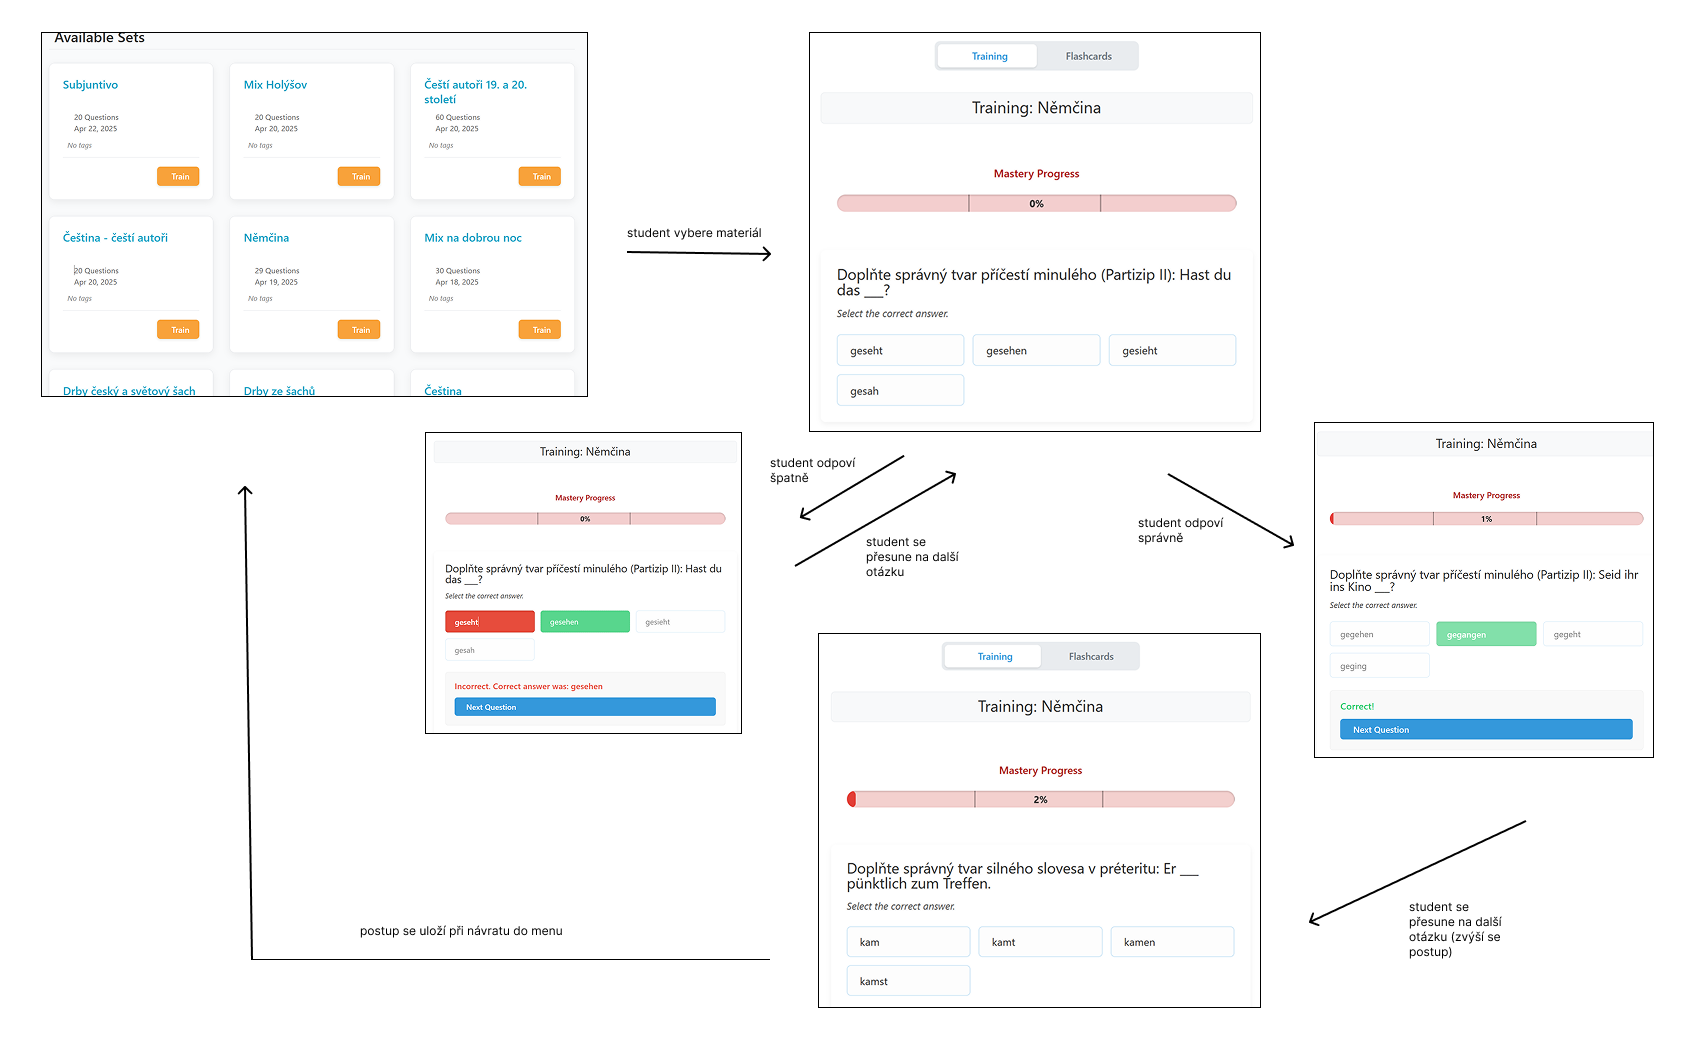 Available Sets
Subjuntivo
20 Questions
Apr 22, 2025
No tags
Train
Mix Holýšov
20 Questions
Apr 20, 2025
No tags
Train
Čeští autoři 19. a 20.
století
60 Questions
Apr 20, 2025
No tags
Train
Čeština - čeští autoři
20 Questions
Apr 20, 2025
No tags
Train
Němčina
29 Questions
Apr 19, 2025
No tags
Train
Mix na dobrou noc
30 Questions
Apr 18, 2025
No tags
Train
Drby český a světový šach
Drby ze šachů
Čeština
student vybere materiál
Training
Flashcards
Training: Němčina
Mastery Progress
0%
Doplňte správný tvar příčestí minulého (Partizip II): Hast du
das ___?
Select the correct answer.
geseht
gesehen
gesieht
gesah
student odpoví
špatně
student se
přesune na další
otázku
student odpoví
správně
Training: Němčina
Mastery Progress
0%
Doplňte správný tvar příčestí minulého (Partizip II): Hast du
das ___?
Select the correct answer.
geseht
gesehen
gesieht
gesah
Incorrect. Correct answer was: gesehen
Next Question
Training: Němčina
Mastery Progress
1%
Doplňte správný tvar příčestí minulého (Partizip II): Seid ihr
ins Kino ___?
Select the correct answer.
gegehen
gegangen
gegeht
geging
Correct!
Next Question
student se
přesune na další
otázku (zvýší se
postup)
Training
Flashcards
Training: Němčina
Mastery Progress
2%
Doplňte správný tvar silného slovesa v préteritu: Er ___
pünktlich zum Treffen.
Select the correct answer.
kam
kamt
kamen
kamst
postup se uloží při návratu do menu